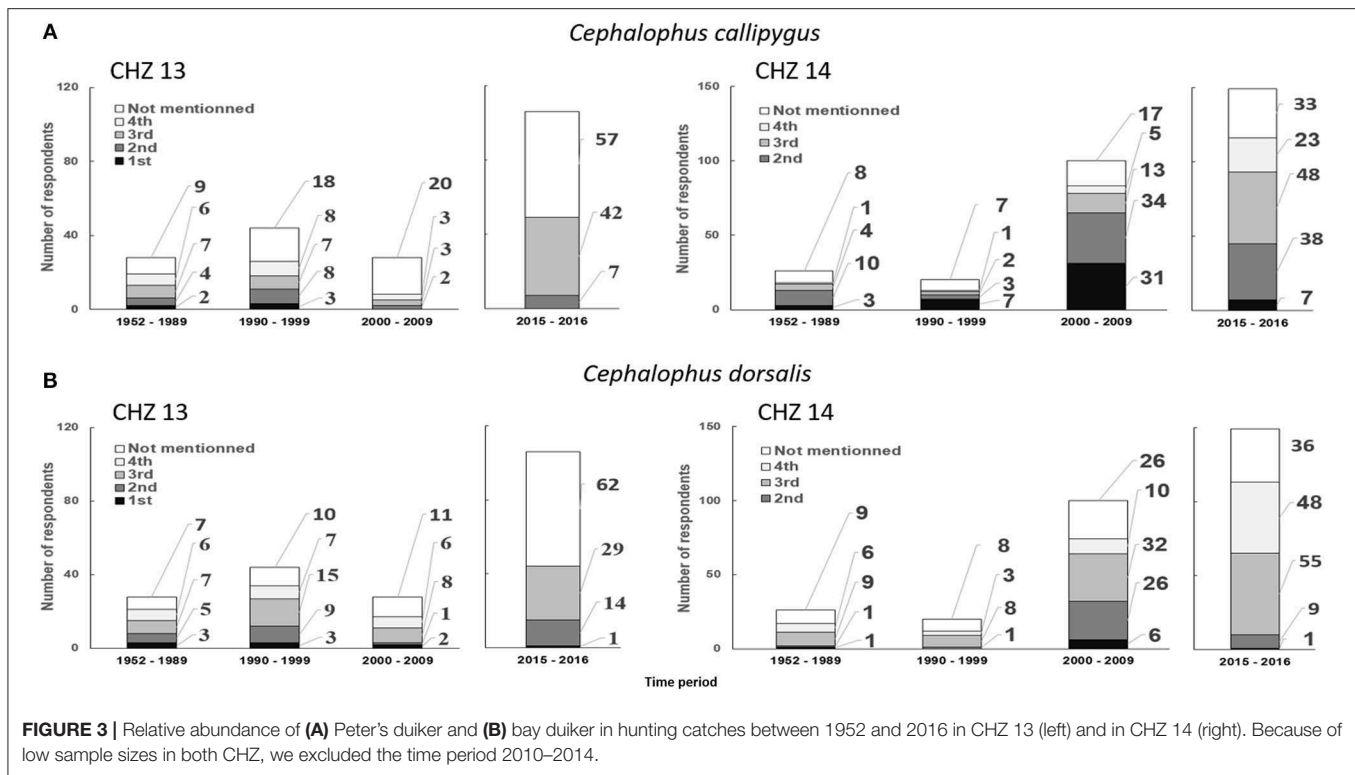 A
Cephalophus callipygus
CHZ 13
Number of respondents
120
80
40
0
Not mentionned
4th
3rd
2nd
1st
9
6
7
4
2
18
8
7
8
3
20
3
3
2
57
42
7
1952 - 1989
1990 - 1999
2000 - 2009
2015 - 2016
CHZ 14
Number of respondents
150
100
50
0
Not mentionned
4th
3rd
2nd
8
1
4
10
3
7
1
2
3
7
17
5
13
34
31
33
23
48
38
7
1952 - 1989
1990 - 1999
2000 - 2009
2015 - 2016
B
Cephalophus dorsalis
CHZ 13
Number of respondents
120
80
40
0
Not mentionned
4th
3rd
2nd
1st
7
6
7
5
3
10
7
15
9
3
11
6
8
1
2
62
29
14
1
1952 - 1989
1990 - 1999
2000 - 2009
2015 - 2016
CHZ 14
Number of respondents
150
100
50
0
Not mentionned
4th
3rd
2nd
9
6
9
1
1
8
3
8
1
26
10
32
26
6
36
48
55
9
1
1952 - 1989
1990 - 1999
2000 - 2009
2015 - 2016
Time period
FIGURE 3 | Relative abundance of (A) Peter's duiker and (B) bay duiker in hunting catches between 1952 and 2016 in CHZ 13 (left) and in CHZ 14 (right). Because of
low sample sizes in both CHZ, we excluded the time period 2010–2014.